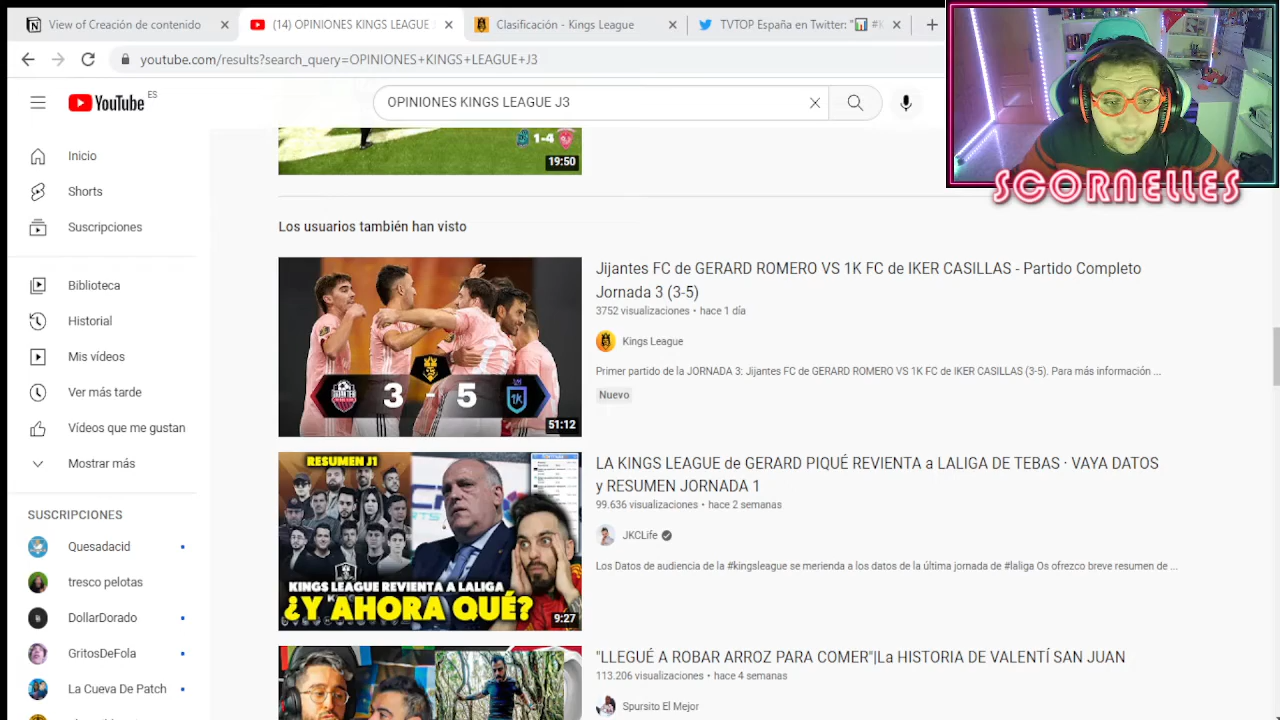 View of Creación de contenido
(14) OPINIONES KINGS LEAGUE
Clasificación - Kings League
TVTOP España en Twitter: "
youtube.com/results?search_query=OPINIONES+KINGS+LEAGUE+J3
YouTube ES
OPINIONES KINGS LEAGUE J3
SCORNELLES
Inicio
Shorts
Suscripciones
Biblioteca
Historial
Mis vídeos
Ver más tarde
Vídeos que me gustan
Mostrar más
SUSCRIPCIONES
Quesadacid
tresco pelotas
DollarDorado
GritosDeFola
La Cueva De Patch
1-4
19:50
Los usuarios también han visto
3 - 5
1K
51:12
Jijantes FC de GERARD ROMERO VS 1K FC de IKER CASILLAS - Partido Completo
Jornada 3 (3-5)
3752 visualizaciones • hace 1 día
Kings League
Primer partido de la JORNADA 3: Jijantes FC de GERARD ROMERO VS 1K FC de IKER CASILLAS (3-5). Para más información ...
Nuevo
RESUMEN J1
KINGS LEAGUE REVIENTA A LALIGA
¿Y AHORA QUÉ?
9:27
LA KINGS LEAGUE de GERARD PIQUÉ REVIENTA a LALIGA DE TEBAS · VAYA DATOS
y RESUMEN JORNADA 1
99.636 visualizaciones • hace 2 semanas
JKCLife
Los Datos de audiencia de la #kingsleague se merienda a los datos de la última jornada de #laliga Os ofrezco breve resumen de ...
"LLEGUÉ A ROBAR ARROZ PARA COMER"|La HISTORIA DE VALENTÍ SAN JUAN
113.206 visualizaciones • hace 4 semanas
Spursito El Mejor